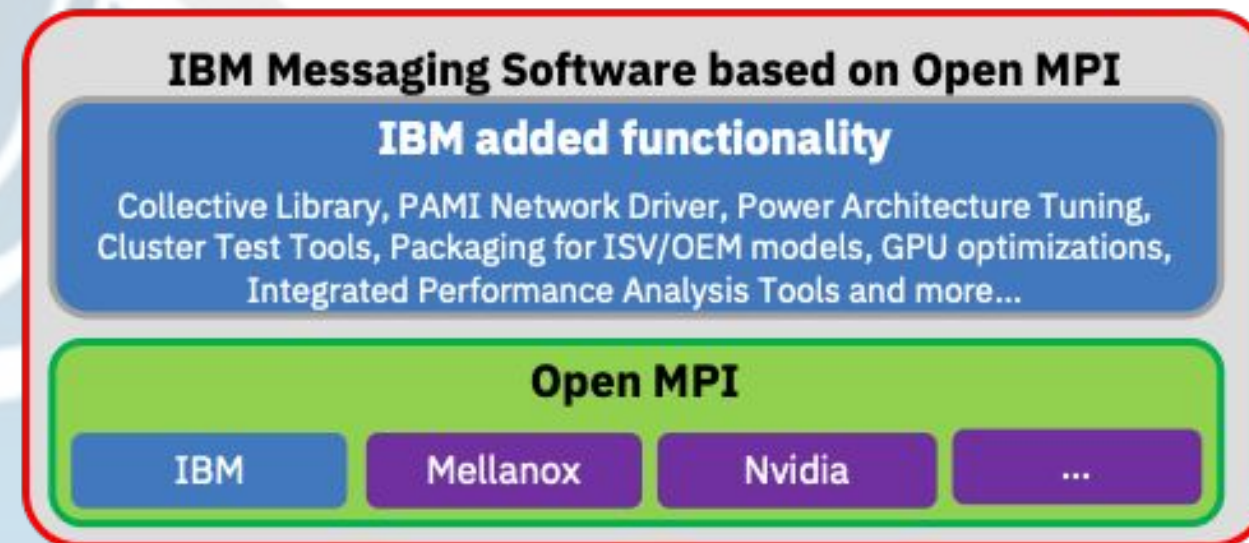 IBM Messaging Software based on Open MPI
IBM added functionality
Collective Library, PAMI Network Driver, Power Architecture Tuning,
Cluster Test Tools, Packaging for ISV/OEM models, GPU optimizations,
Integrated Performance Analysis Tools and more...
Open MPI
IBM Mellanox Nvidia ...